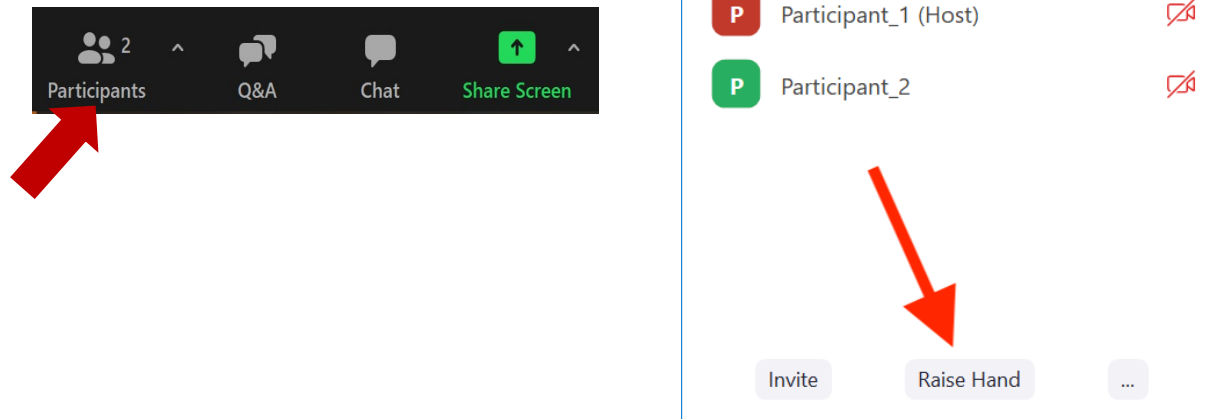 2
Participants
Q&A
Chat
Share Screen
P
Participant_1 (Host)
P
Participant_2
Invite
Raise Hand
...